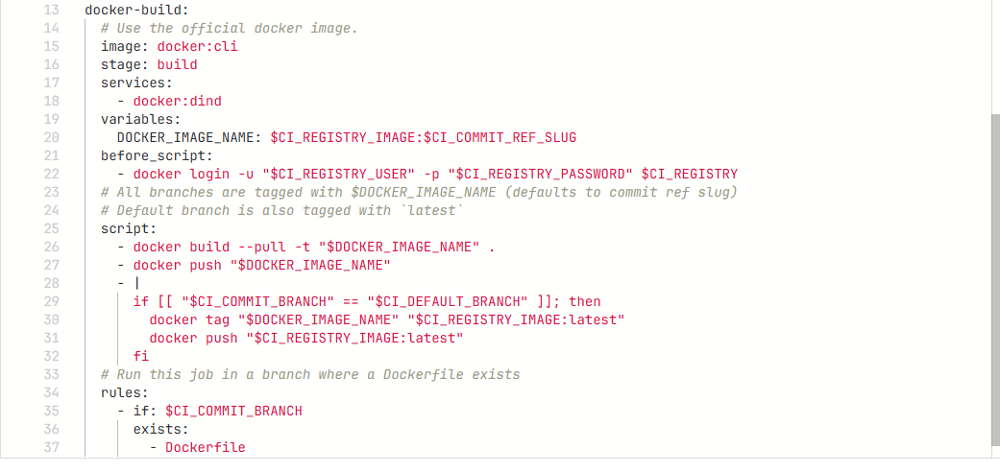 13 docker-build:
14   # Use the official docker image.
15   image: docker:cli
16   stage: build
17   services:
18     - docker:dind
19   variables:
20     DOCKER_IMAGE_NAME: $CI_REGISTRY_IMAGE:$CI_COMMIT_REF_SLUG
21   before_script:
22     - docker login -u "$CI_REGISTRY_USER" -p "$CI_REGISTRY_PASSWORD" $CI_REGISTRY
23   # All branches are tagged with $DOCKER_IMAGE_NAME (defaults to commit ref slug)
24   # Default branch is also tagged with `latest`
25   script:
26     - docker build --pull -t "$DOCKER_IMAGE_NAME" .
27     - docker push "$DOCKER_IMAGE_NAME"
28     - |
29       if [[ "$CI_COMMIT_BRANCH" == "$CI_DEFAULT_BRANCH" ]]; then
30         docker tag "$DOCKER_IMAGE_NAME" "$CI_REGISTRY_IMAGE:latest"
31         docker push "$CI_REGISTRY_IMAGE:latest"
32       fi
33   # Run this job in a branch where a Dockerfile exists
34   rules:
35     - if: $CI_COMMIT_BRANCH
36       exists:
37         - Dockerfile